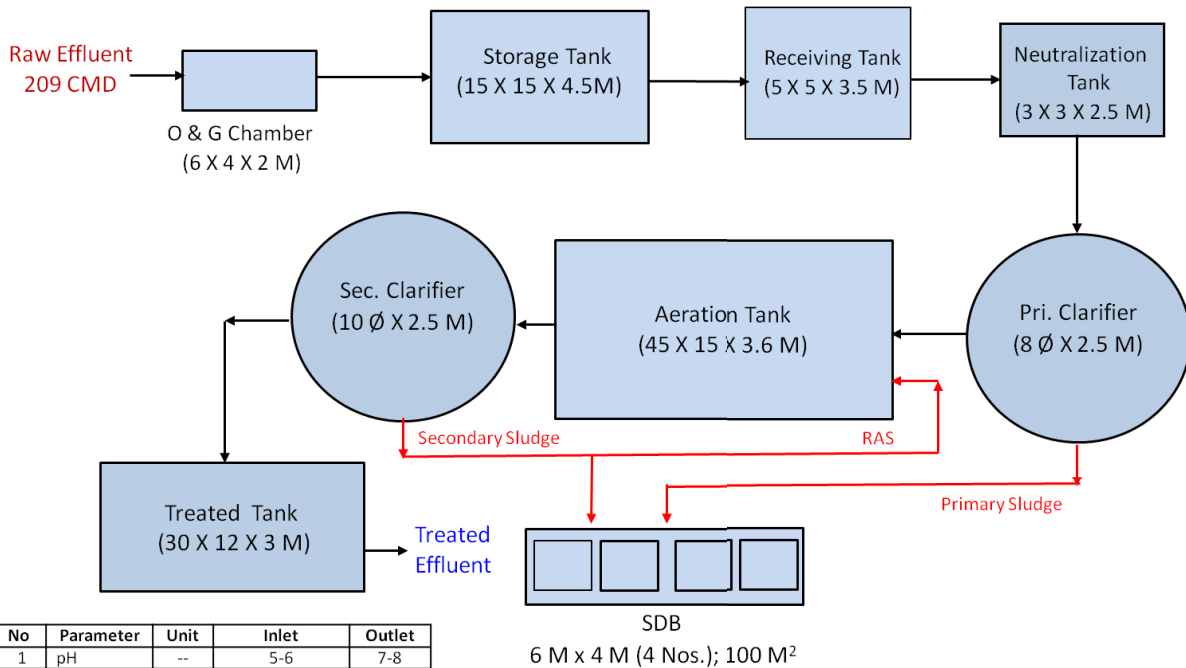 Raw Effluent
209 CMD
O & G Chamber
(6 X 4 X 2 M)
Storage Tank
(15 X 15 X 4.5M)
Receiving Tank
(5 X 5 X 3.5 M)
Neutralization
Tank
(3 X 3 X 2.5 M)
Pri. Clarifier
(8 Ø X 2.5 M)
Aeration Tank
(45 X 15 X 3.6 M)
Sec. Clarifier
(10 Ø X 2.5 M)
Secondary Sludge
RAS
Primary Sludge
Treated Tank
(30 X 12 X 3 M)
Treated
Effluent
SDB
6 M x 4 M (4 Nos.); 100 M²
No Parameter Unit Inlet Outlet
1 pH -- 5-6 7-8